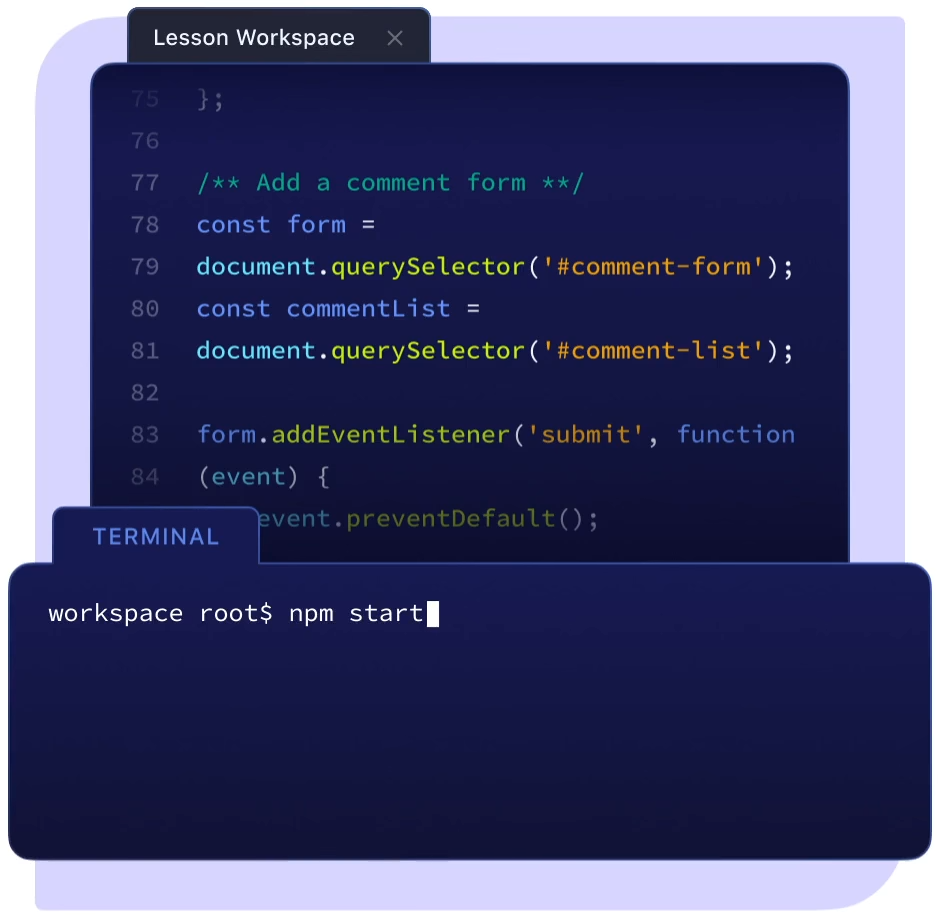 Lesson Workspace
75 };
76
77 /** Add a comment form **/
78 const form =
79 document.querySelector('#comment-form');
80 const commentList =
81 document.querySelector('#comment-list');
82
83 form.addEventListener('submit', function
84 (event) {
event.preventDefault();
TERMINAL
workspace root$ npm start